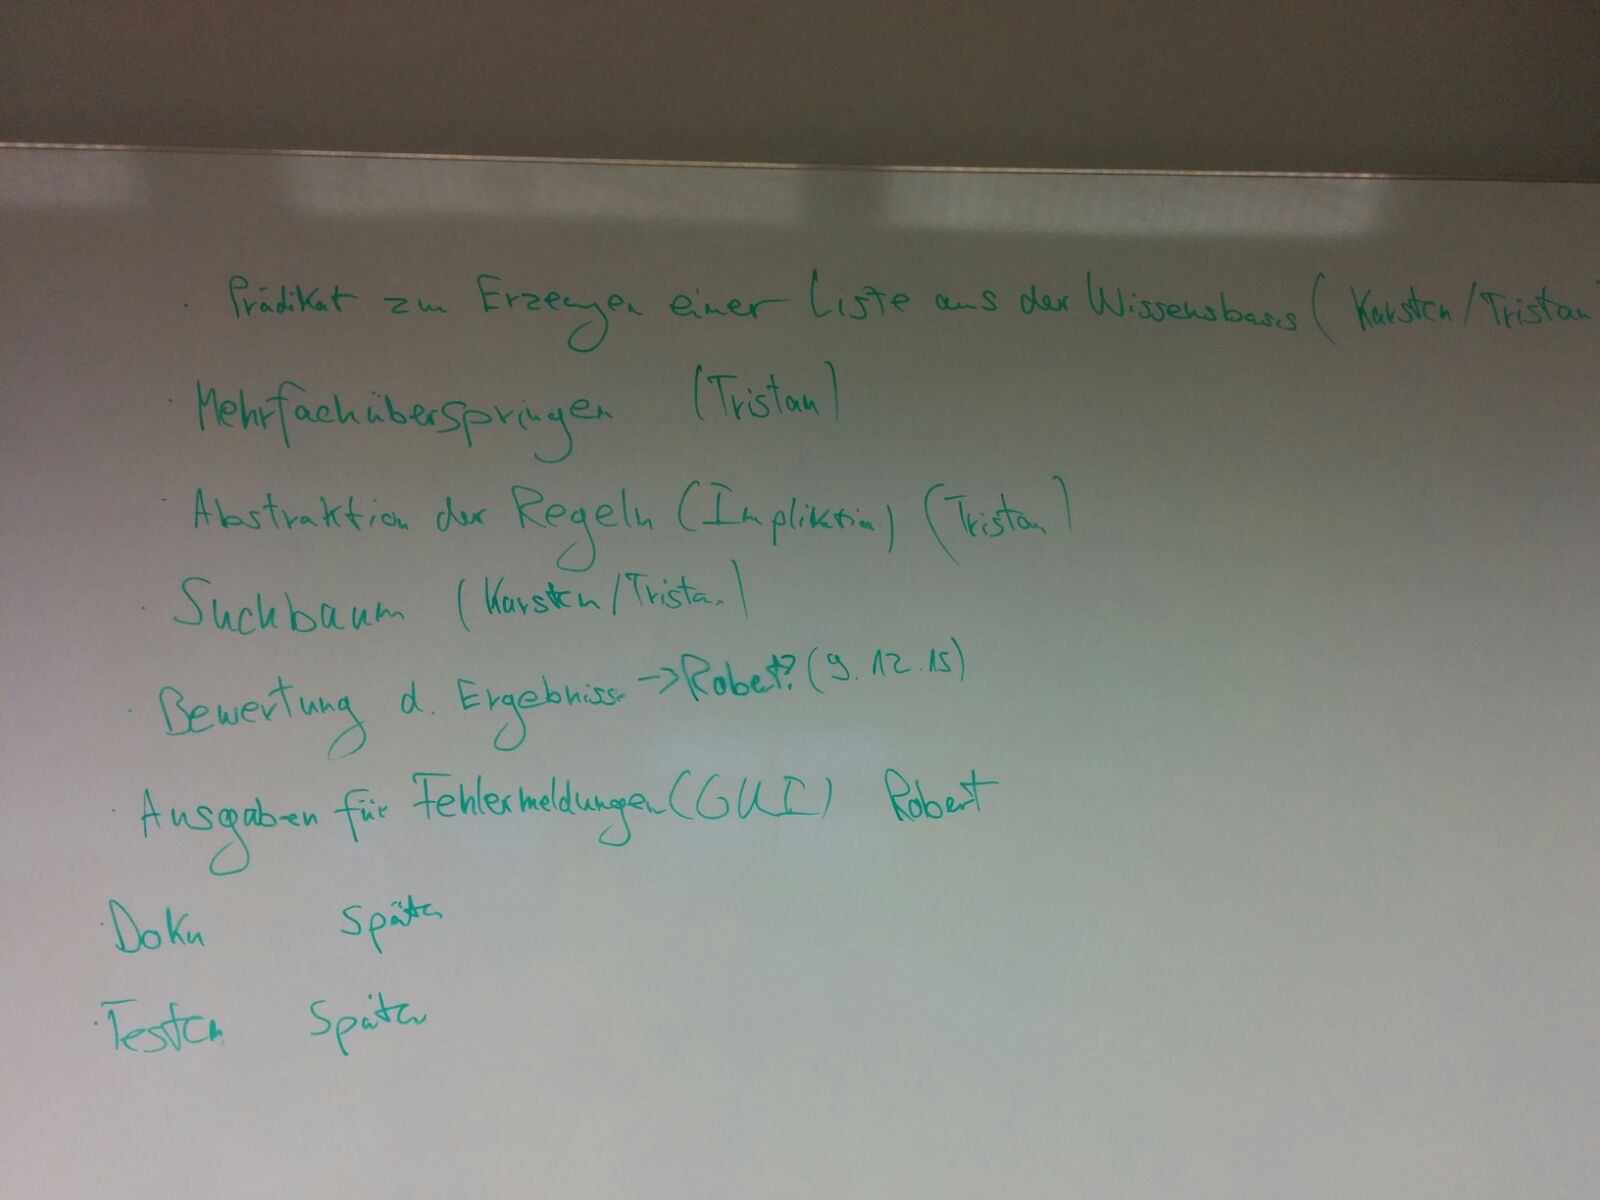 · Prädikat zum Erzeugen einer Liste aus der Wissensbasis (Karsten/Tristan
· Mehrfachüberspringen (Tristan)
· Abstraktion der Regeln (Impliktion) (Tristan)
· Suchbaum (Karsten/Tristan)
· Bewertung d. Ergebnisse -> Robert? (9.12.15)
· Ausgaben für Fehlermeldungen (GUI) Robert
· Doku später
· Testen später